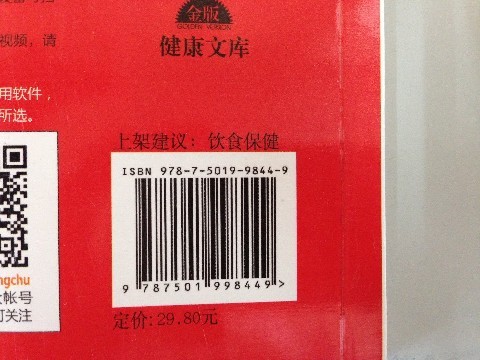 金版
GOLDEN VERSION
健康文库
视频，请
用软件，
所选。
上架建议：饮食保健
ISBN 978-7-5019-9844-9
9 787501 998449 >
定价:29.80元
ngchu
帐号
关注